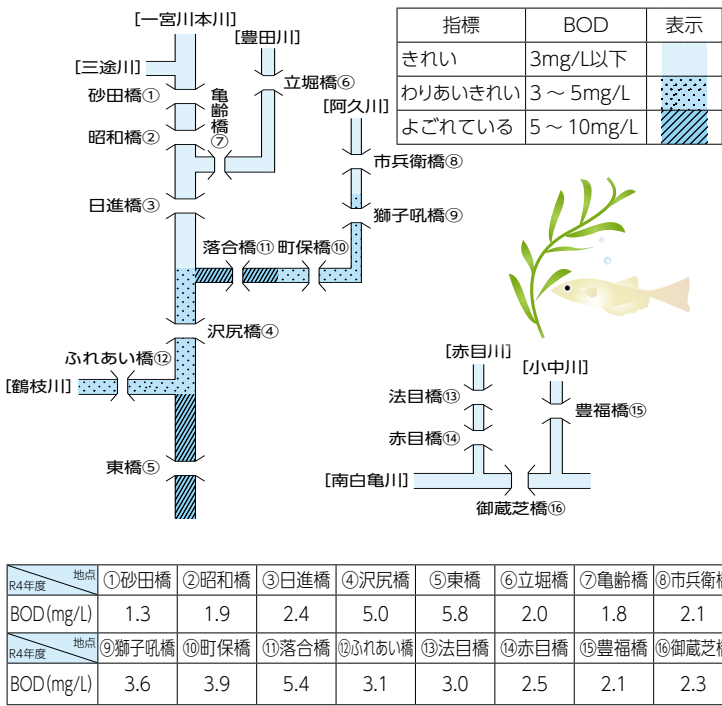 [一宮川本川]
[豊田川]
[三途川]
立堀橋⑥
砂田橋①
亀齢橋⑦
[阿久川]
昭和橋②
市兵衛橋⑧
日進橋③
獅子吼橋⑨
落合橋⑪ 町保橋⑩
沢尻橋④
ふれあい橋⑫
[鶴枝川]
東橋⑤
指標 BOD 表示
きれい 3mg/L以下
わりあいきれい 3～5mg/L
よごれている 5～10mg/L
[赤目川]
[小中川]
法目橋⑬
豊福橋⑮
赤目橋⑭
[南白亀川]
御蔵芝橋⑯
R4年度 地点 ①砂田橋 ②昭和橋 ③日進橋 ④沢尻橋 ⑤東橋 ⑥立堀橋 ⑦亀齢橋 ⑧市兵衛橋
BOD(mg/L) 1.3 1.9 2.4 5.0 5.8 2.0 1.8 2.1
R4年度 地点 ⑨獅子吼橋 ⑩町保橋 ⑪落合橋 ⑫ふれあい橋 ⑬法目橋 ⑭赤目橋 ⑮豊福橋 ⑯御蔵芝橋
BOD(mg/L) 3.6 3.9 5.4 3.1 3.0 2.5 2.1 2.3